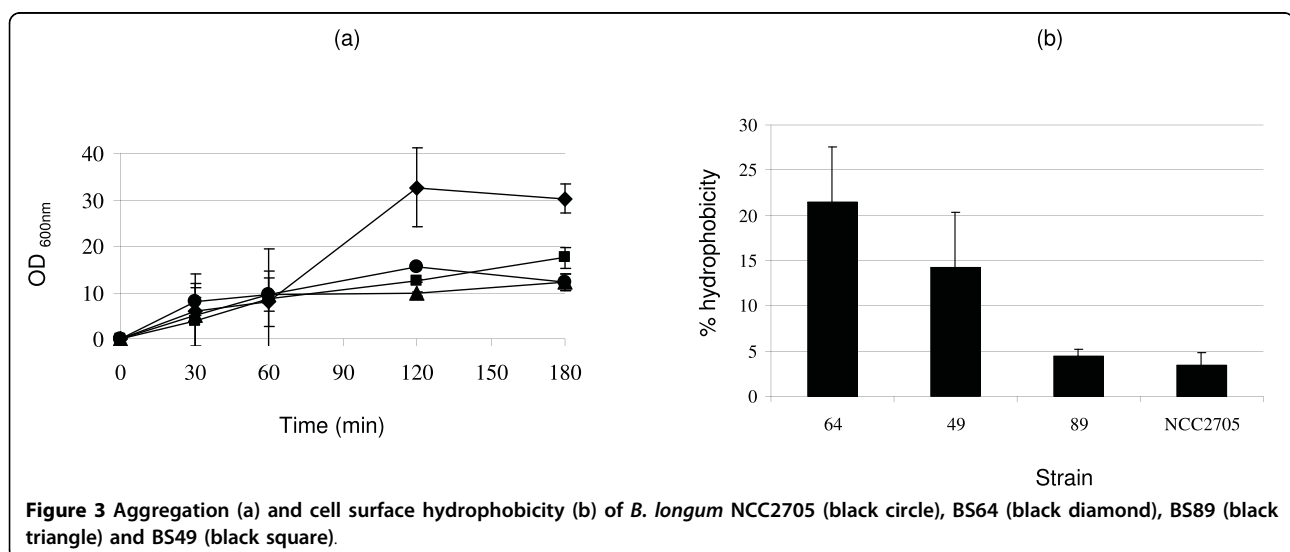 (a)
(b)
40
30
20
10
0
OD 600nm
0 30 60 90 120 150 180
Time (min)
30
25
20
15
10
5
0
% hydrophobicity
64 49 89 NCC2705
Strain
Figure 3 Aggregation (a) and cell surface hydrophobicity (b) of B. longum NCC2705 (black circle), BS64 (black diamond), BS89 (black
triangle) and BS49 (black square).